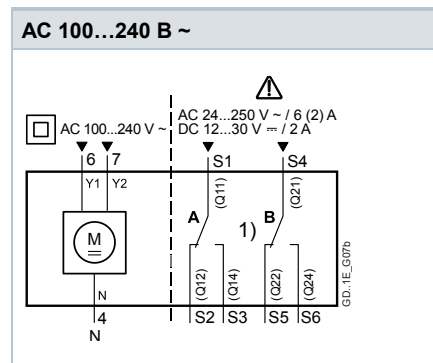 AC 100…240 В ~
AC 24...250 V ~ / 6 (2) A
AC 100...240 V ~
DC 12...30 V ⎓ / 2 A
6 7 S1 S4
Y1 Y2 (Q11) (Q21)
A B
1)
M
N (Q12) (Q14) (Q22) (Q24)
4 S2 S3 S5 S6
N
GD..1E_G07b